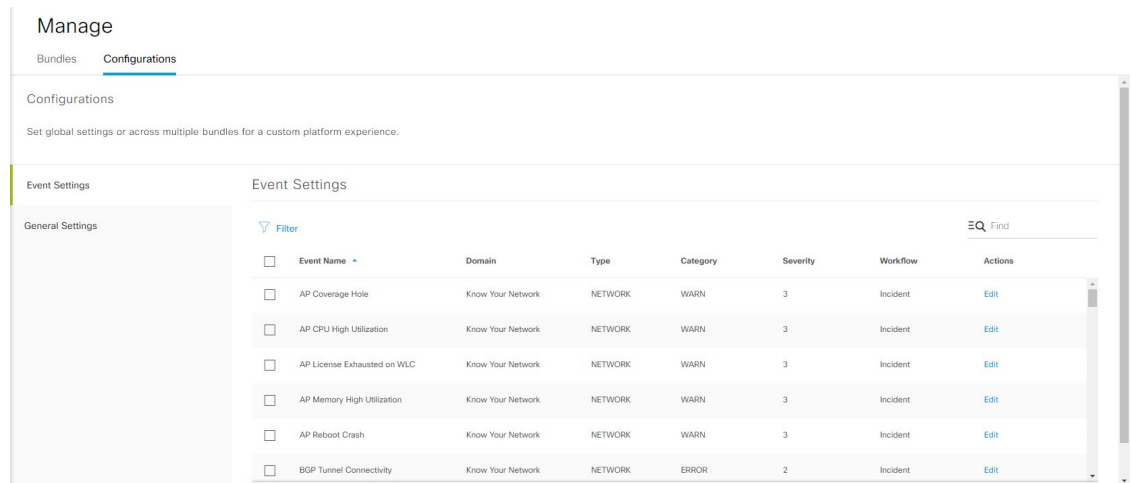 Manage
Bundles Configurations
Configurations
Set global settings or across multiple bundles for a custom platform experience.
Event Settings
General Settings
Event Settings
Filter
Find
Event Name Domain Type Category Severity Workflow Actions
AP Coverage Hole Know Your Network NETWORK WARN 3 Incident Edit
AP CPU High Utilization Know Your Network NETWORK WARN 3 Incident Edit
AP License Exhausted on WLC Know Your Network NETWORK WARN 3 Incident Edit
AP Memory High Utilization Know Your Network NETWORK WARN 3 Incident Edit
AP Reboot Crash Know Your Network NETWORK WARN 3 Incident Edit
BGP Tunnel Connectivity Know Your Network NETWORK ERROR 2 Incident Edit